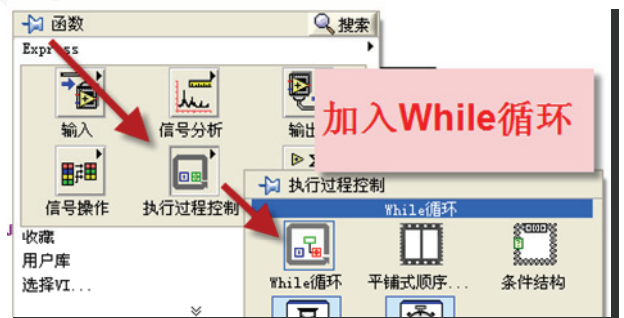 函数
搜索
Express
输入
信号分析
输出
加入While循环
信号操作
执行过程控制
执行过程控制
While循环
收藏
用户库
选择VI...
While循环
平铺式顺序...
条件结构